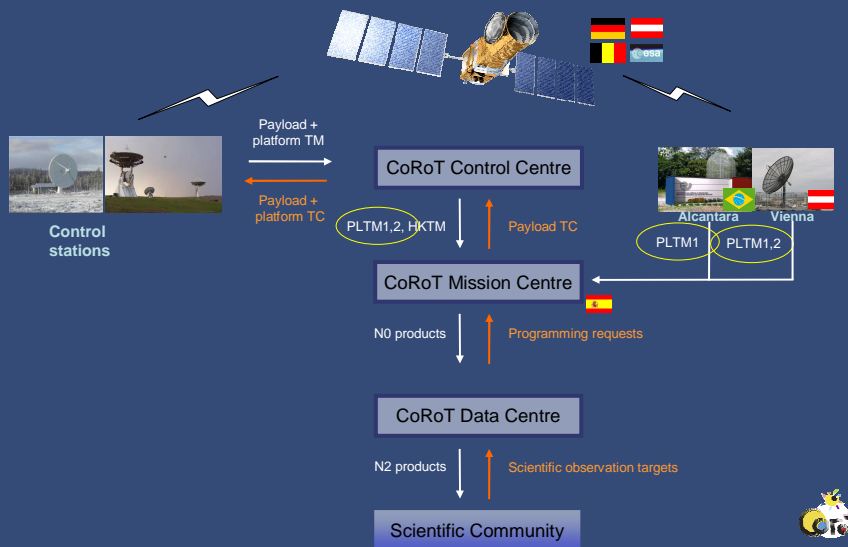 esa
Payload +
platform TM
CoRoT Control Centre
Payload +
platform TC
Control
stations
PLTM1,2, HKTM
Payload TC
Alcantara
Vienna
PLTM1
PLTM1,2
CoRoT Mission Centre
N0 products
Programming requests
CoRoT Data Centre
N2 products
Scientific observation targets
Scientific Community